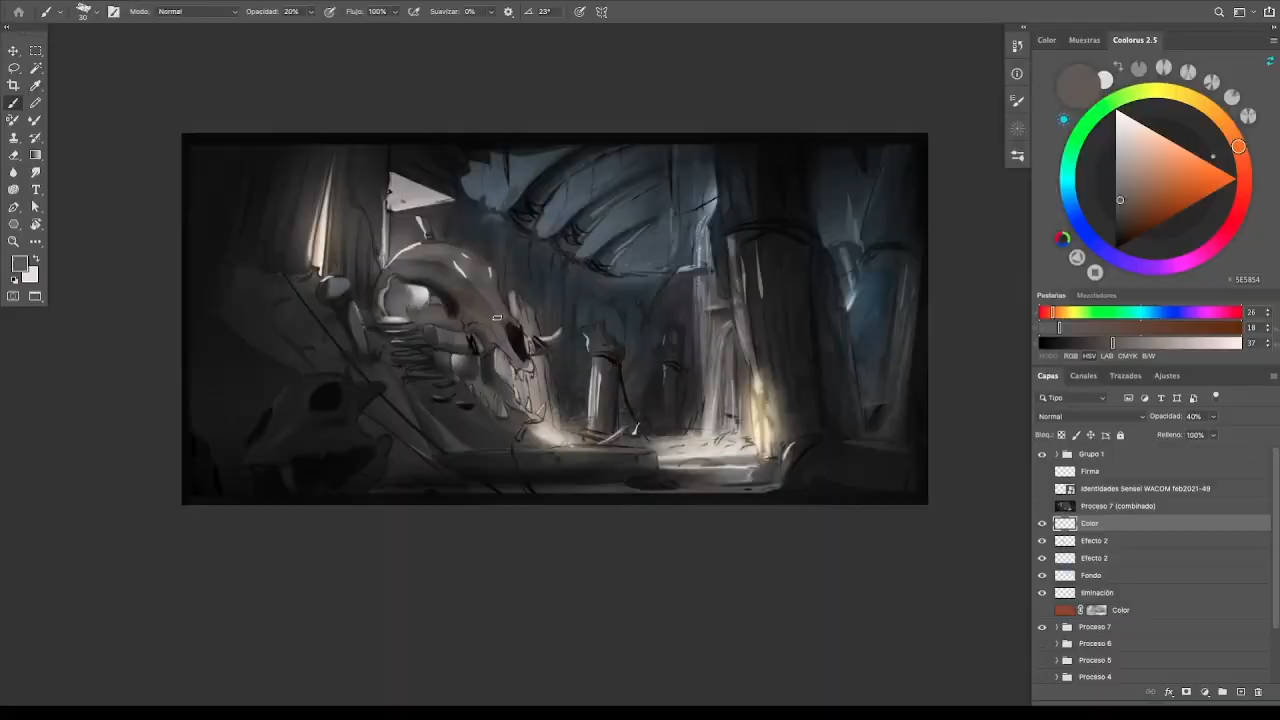 30 Modo: Normal Opacidad: 20% Flujo: 100% Suavizar: 0% 23°
Color Muestras Coolorus 2.5
5E5854
Pestañas Mezcladores
26
18
37
MODO RGB HSV LAB CMYK B/W
Capas Canales Trazados Ajustes
Tipo
Normal Opacidad: 40%
Bloq.: Relleno: 100%
Grupo 1
Firma
Identidades Sensei WACOM feb2021-49
Proceso 7 (combinado)
Color
Efecto 2
Efecto 2
Fondo
Iliminación
Color
Proceso 7
Proceso 6
Proceso 5
Proceso 4